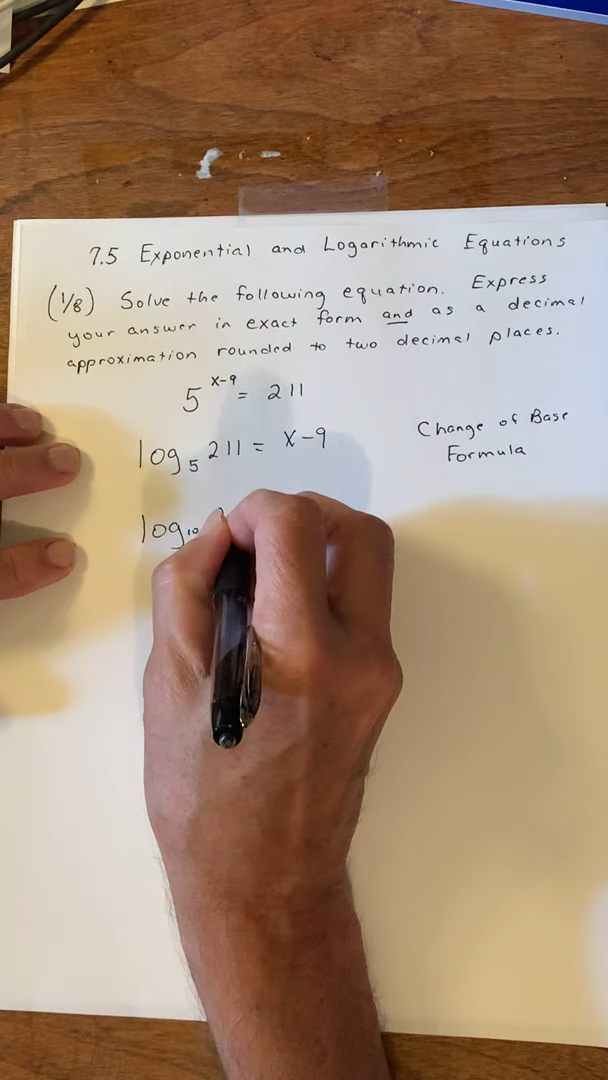 7.5 Exponential and Logarithmic Equations
(1/8) Solve the following equation. Express
your answer in exact form and as a decimal
approximation rounded to two decimal places.
5^{x-9} = 211
log₅ 211 = x-9
Change of Base
Formula
log₁₀